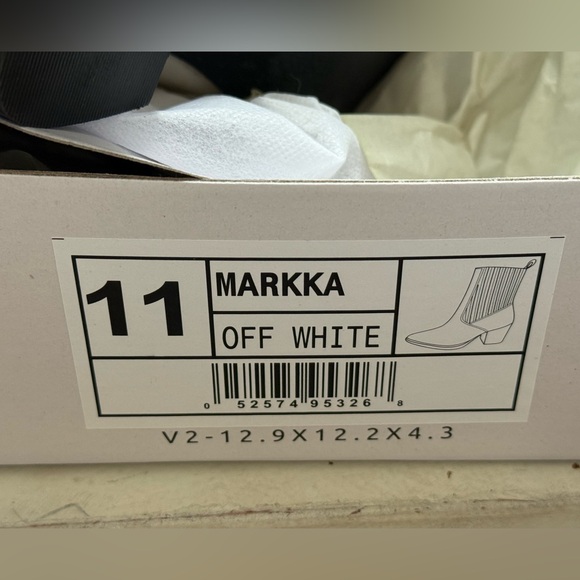 11
MARKKA
OFF WHITE
0 52574 95326 8
V2-12.9X12.2X4.3